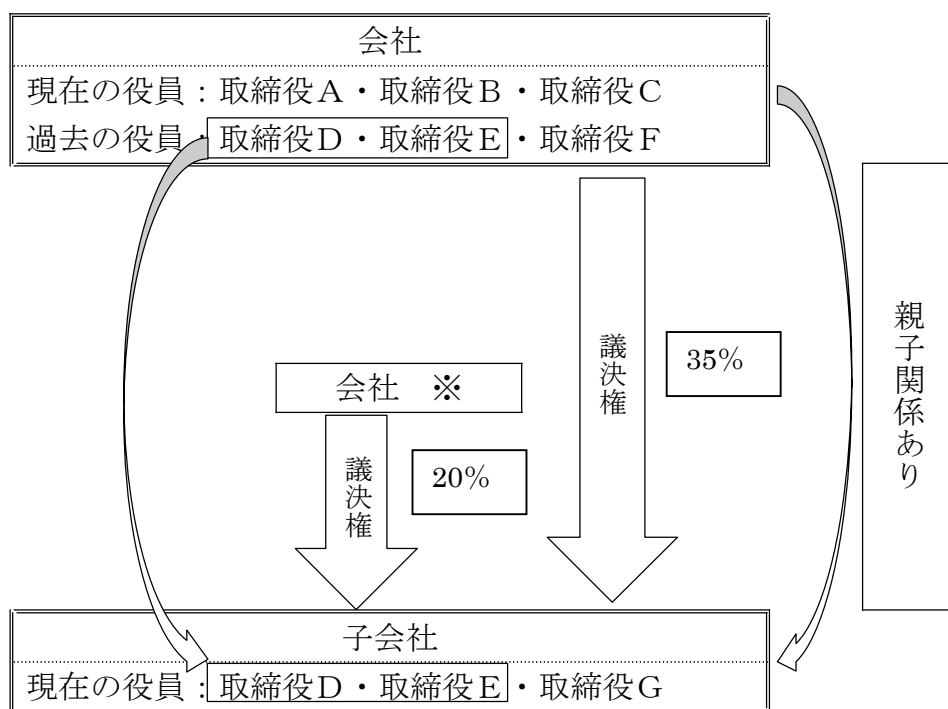 会社
現在の役員：取締役A・取締役B・取締役C
過去の役員：取締役D・取締役E・取締役F
親子関係あり
議決権
35%
会社　※
議決権
20%
子会社
現在の役員：取締役D・取締役E・取締役G